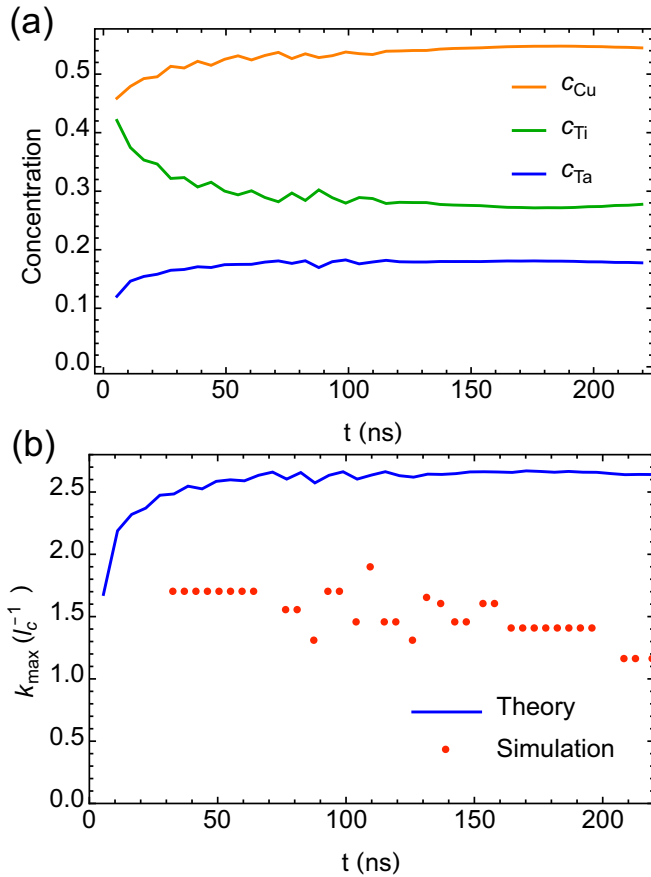 (a)
Concentration
0.5
0.4
0.3
0.2
0.1
0.0
c_Cu
c_Ti
c_Ta
0 50 100 150 200
t (ns)
(b)
k_max (l_c^-1)
2.5
2.0
1.5
1.0
0.5
0.0
Theory
Simulation
0 50 100 150 200
t (ns)